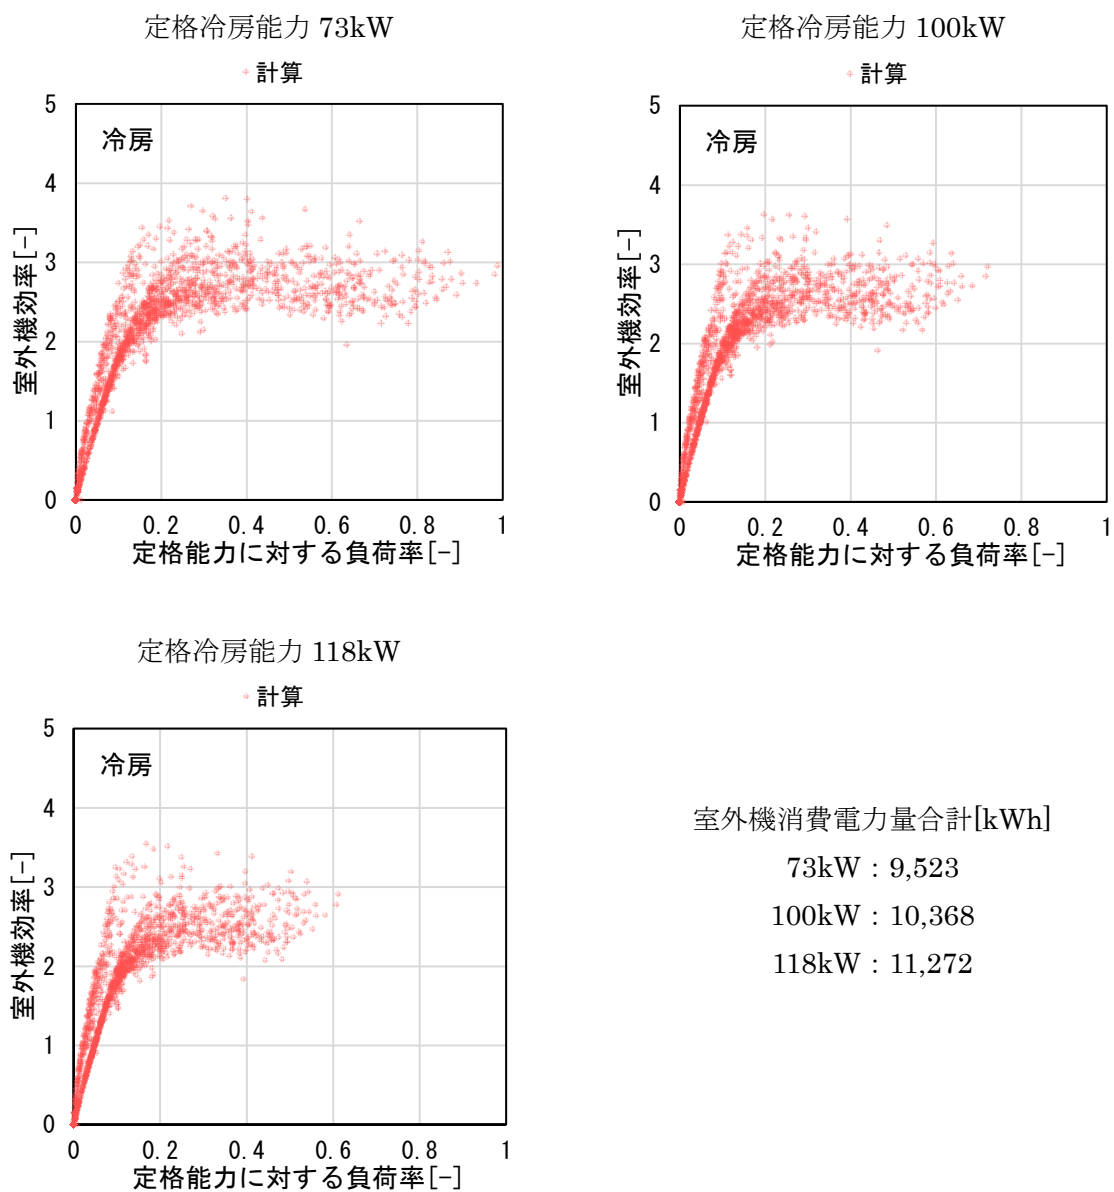 定格冷房能力 73kW
計算
冷房
5
4
3
2
1
0
0
0.2
0.4
0.6
0.8
1
室外機効率[-]
定格能力に対する負荷率[-]
定格冷房能力 100kW
計算
冷房
5
4
3
2
1
0
0
0.2
0.4
0.6
0.8
1
室外機効率[-]
定格能力に対する負荷率[-]
定格冷房能力 118kW
計算
冷房
5
4
3
2
1
0
0
0.2
0.4
0.6
0.8
1
室外機効率[-]
定格能力に対する負荷率[-]
室外機消費電力量合計[kWh]
73kW：9,523
100kW：10,368
118kW：11,272